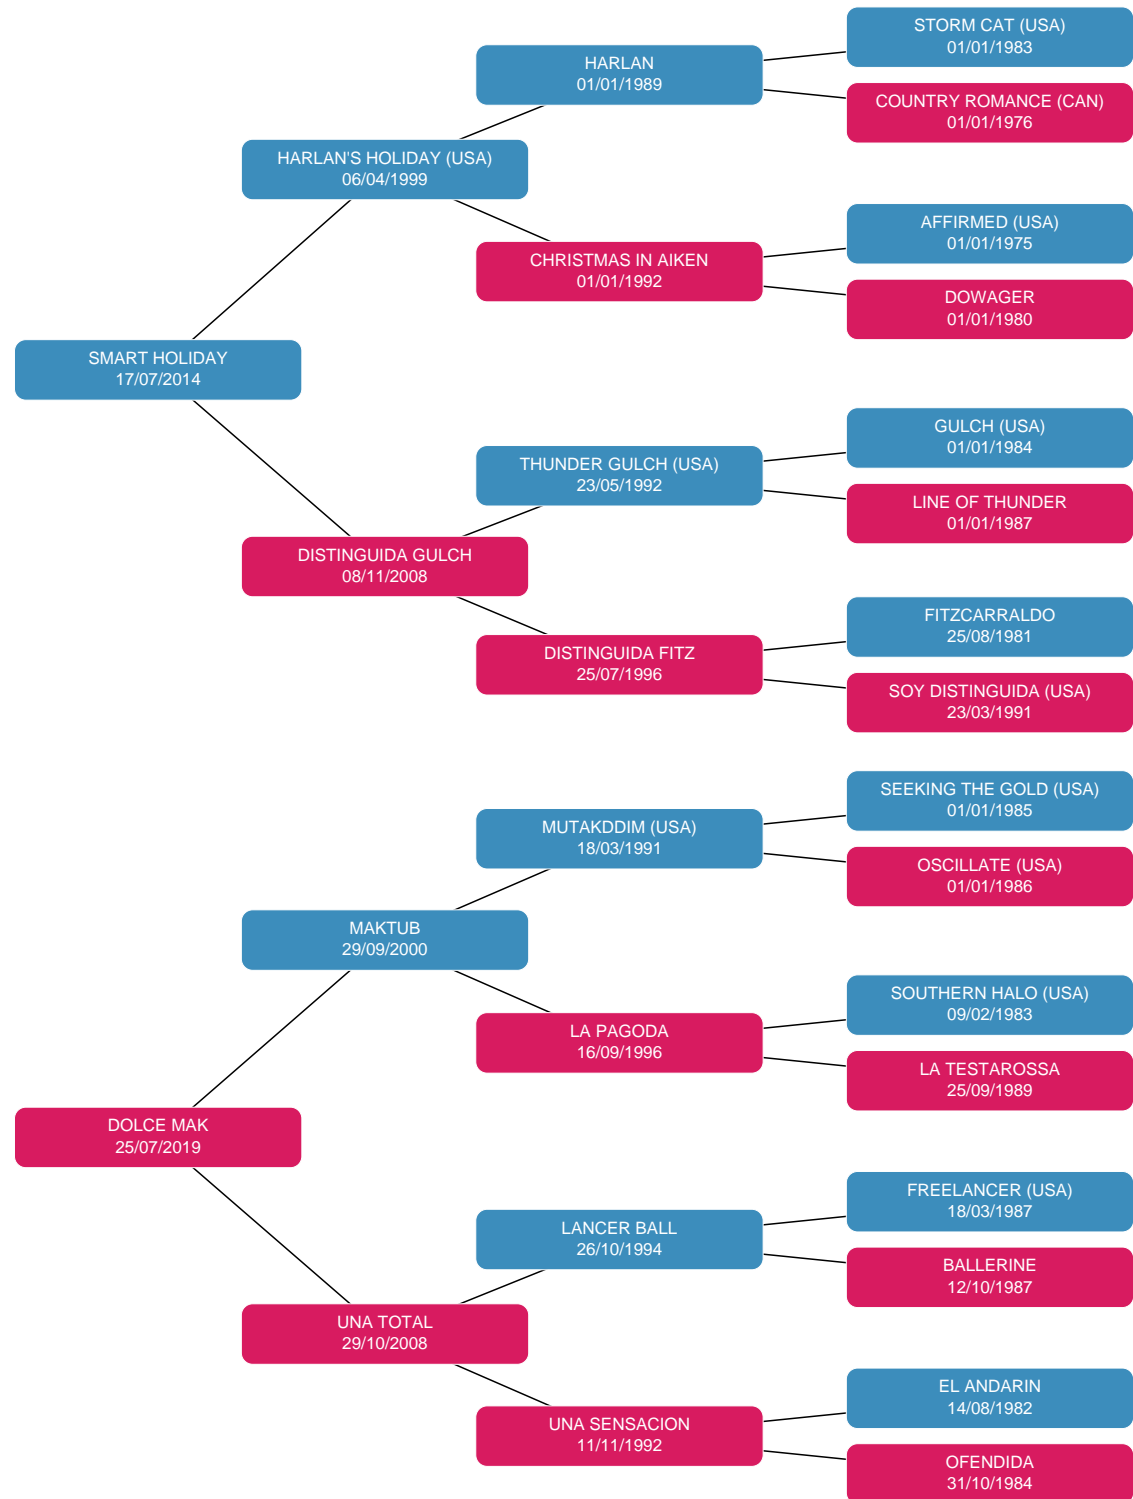 STORM CAT (USA)
01/01/1983
HARLAN
01/01/1989
COUNTRY ROMANCE (CAN)
01/01/1976
HARLAN'S HOLIDAY (USA)
06/04/1999
AFFIRMED (USA)
01/01/1975
CHRISTMAS IN AIKEN
01/01/1992
DOWAGER
01/01/1980
SMART HOLIDAY
17/07/2014
GULCH (USA)
01/01/1984
THUNDER GULCH (USA)
23/05/1992
LINE OF THUNDER
01/01/1987
DISTINGUIDA GULCH
08/11/2008
FITZCARRALDO
25/08/1981
DISTINGUIDA FITZ
25/07/1996
SOY DISTINGUIDA (USA)
23/03/1991
SEEKING THE GOLD (USA)
01/01/1985
MUTAKDDIM (USA)
18/03/1991
OSCILLATE (USA)
01/01/1986
MAKTUB
29/09/2000
SOUTHERN HALO (USA)
09/02/1983
LA PAGODA
16/09/1996
LA TESTAROSSA
25/09/1989
DOLCE MAK
25/07/2019
FREELANCER (USA)
18/03/1987
LANCER BALL
26/10/1994
BALLERINE
12/10/1987
UNA TOTAL
29/10/2008
EL ANDARIN
14/08/1982
UNA SENSACION
11/11/1992
OFENDIDA
31/10/1984